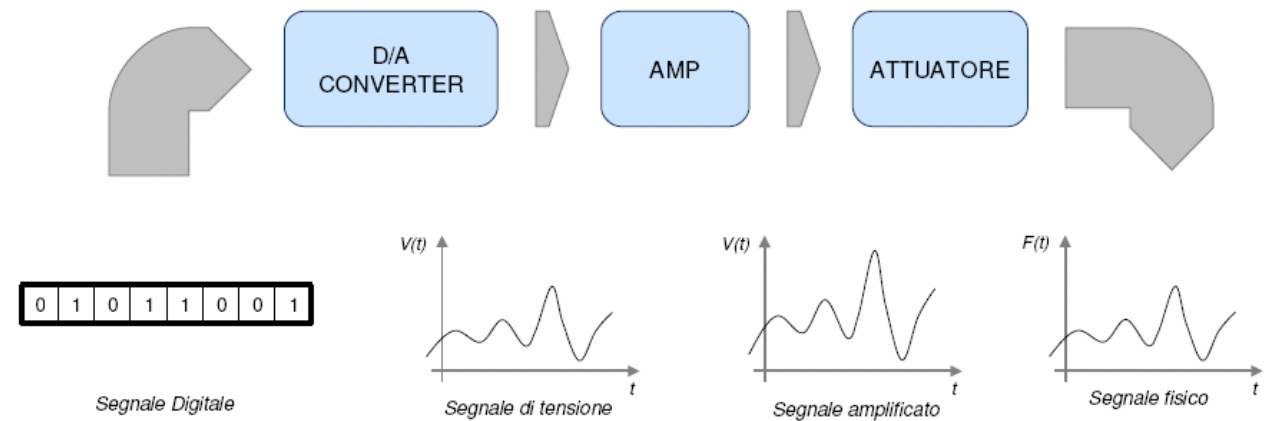 D/A
CONVERTER
AMP
ATTUATORE
V(t)
V(t)
F(t)
0 1 0 1 1 0 0 1
t
t
t
Segnale Digitale
Segnale di tensione
Segnale amplificato
Segnale fisico